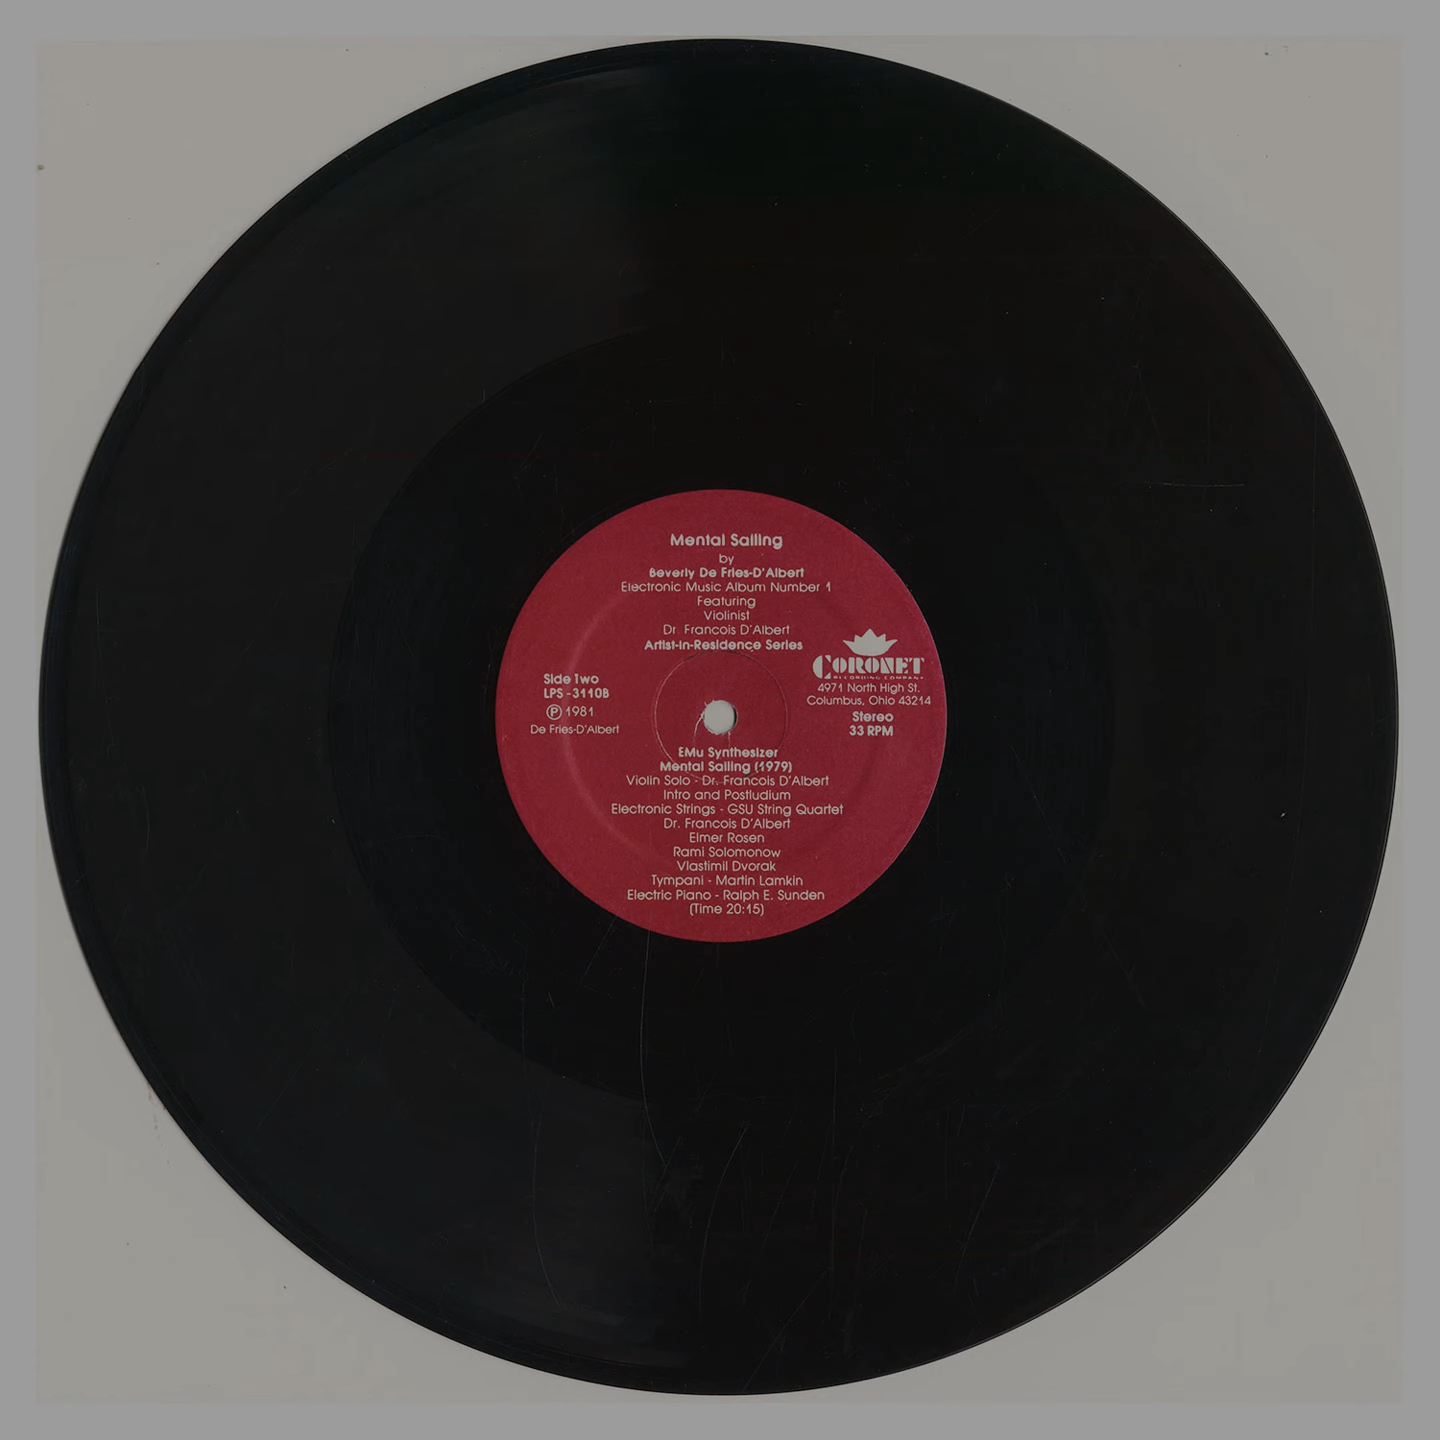 Mental Sailing
by
Beverly De Fries-D'Albert
Electronic Music Album Number 1
Featuring
Violinist
Dr. Francois D'Albert
Artist-In-Residence Series
Side Two
LPS-3110B
Ⓟ 1981
De Fries-D'Albert
CORONET
RECORDING COMPANY
4971 North High St.
Columbus, Ohio 43214
Stereo
33 RPM
EMu Synthesizer
Mental Sailing (1979)
Violin Solo - Dr. Francois D'Albert
Intro and Postludium
Electronic Strings - GSU String Quartet
Dr. Francois D'Albert
Elmer Rosen
Rami Solomonow
Vlastimil Dvorak
Tympani - Martin Lamkin
Electric Piano - Ralph E. Sunden
(Time 20:15)